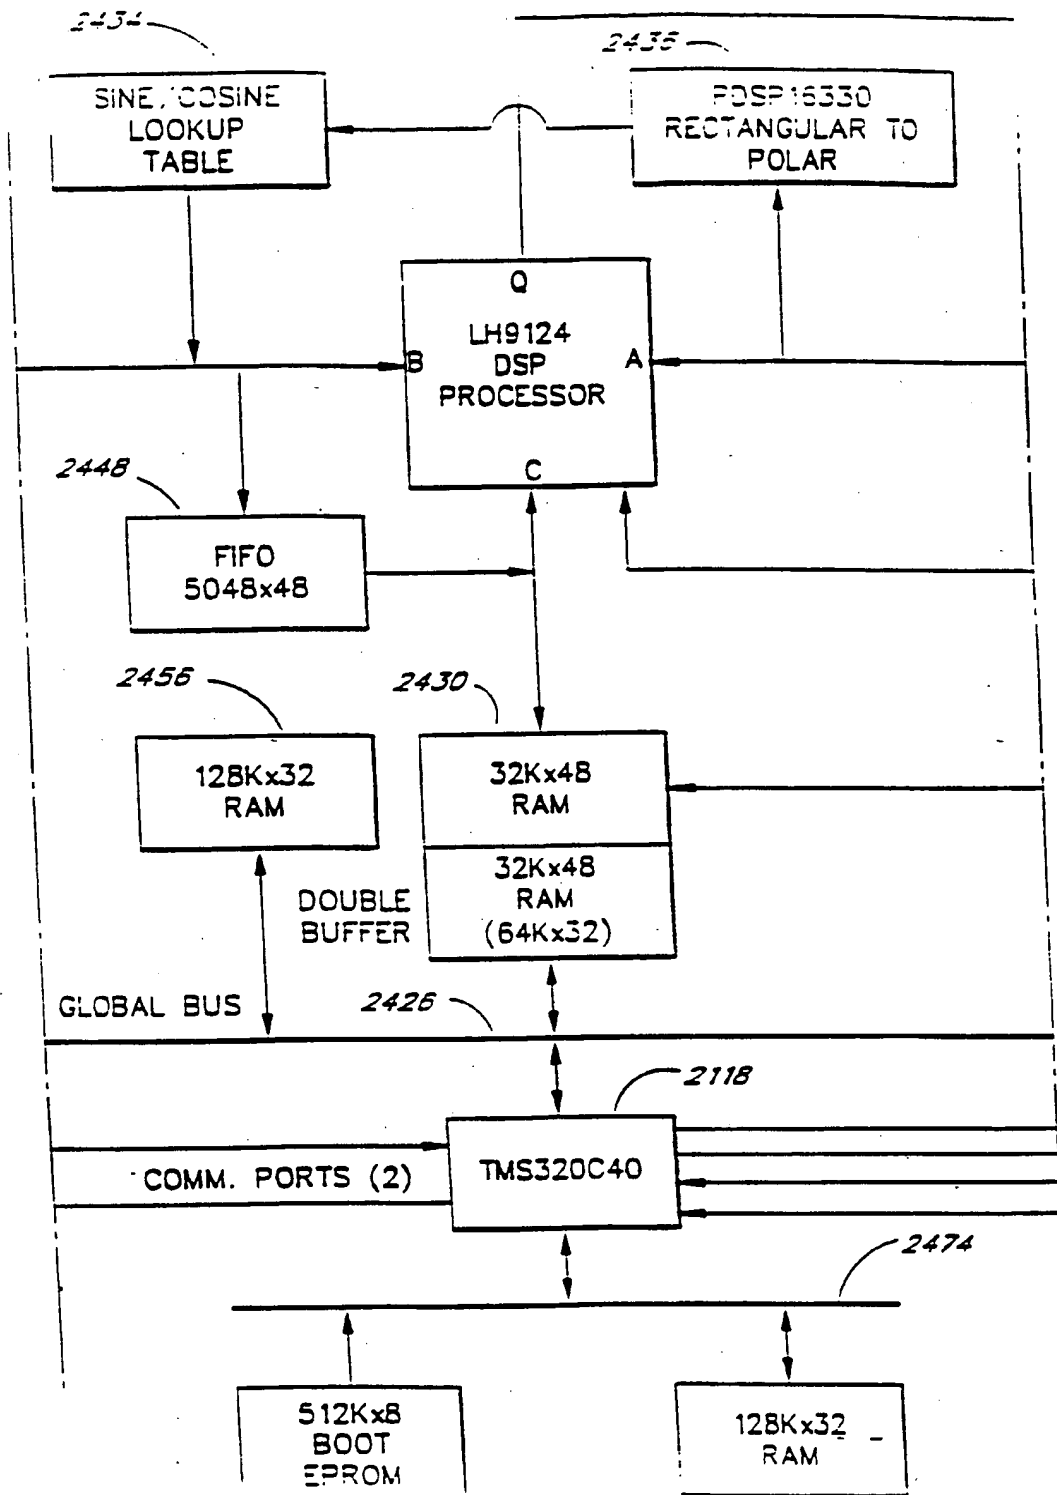 2434
2436
SINE/COSINE
LOOKUP
TABLE
PDSP16330
RECTANGULAR TO
POLAR
Q
LH9124
DSP
PROCESSOR
B
A
C
2448
FIFO
5048x48
2456
2430
128Kx32
RAM
32Kx48
RAM
32Kx48
RAM
(64Kx32)
DOUBLE
BUFFER
GLOBAL BUS
2426
2118
TMS320C40
COMM. PORTS (2)
2474
512Kx8
BOOT
EPROM
128Kx32
RAM